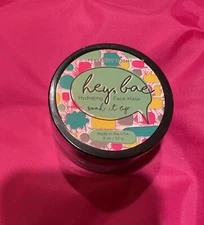 hey, bae
Hydrating Face Mask
soak it up
Made in the USA